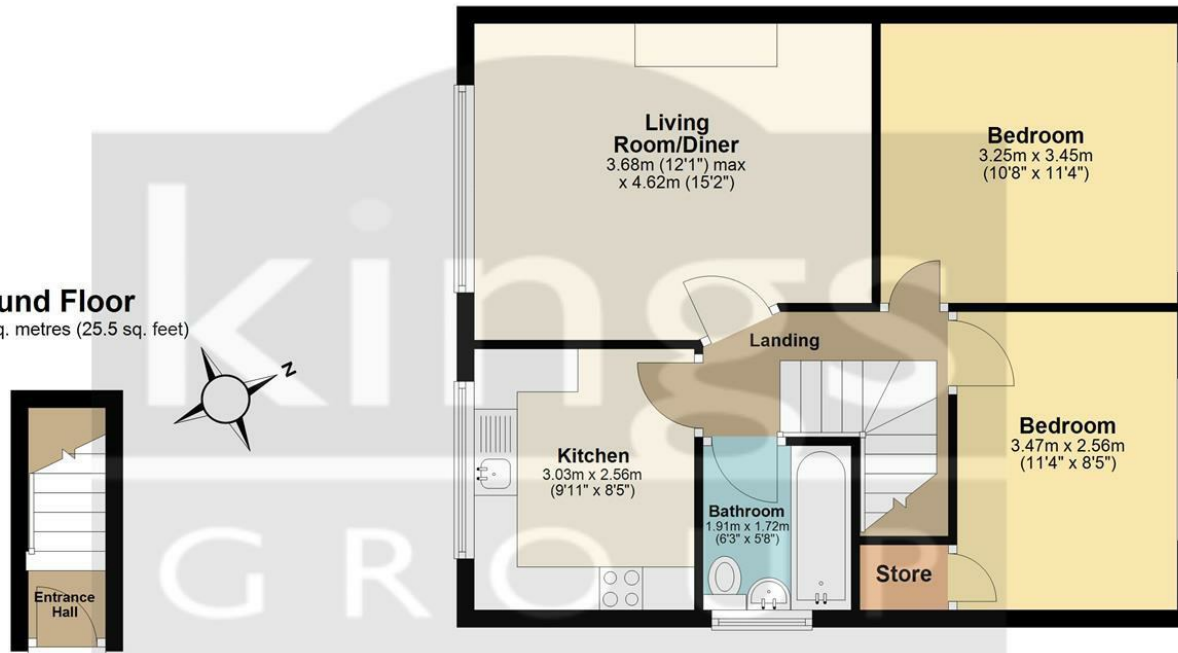 Living
Room/Diner
3.68m (12'1") max
x 4.62m (15'2")
Bedroom
3.25m x 3.45m
(10'8" x 11'4")
und Floor
q. metres (25.5 sq. feet)
N
Landing
Kitchen
3.03m x 2.56m
(9'11" x 8'5")
Bedroom
3.47m x 2.56m
(11'4" x 8'5")
Bathroom
1.91m x 1.72m
(6'3" x 5'8")
Store
Entrance
Hall
kings
GROUP